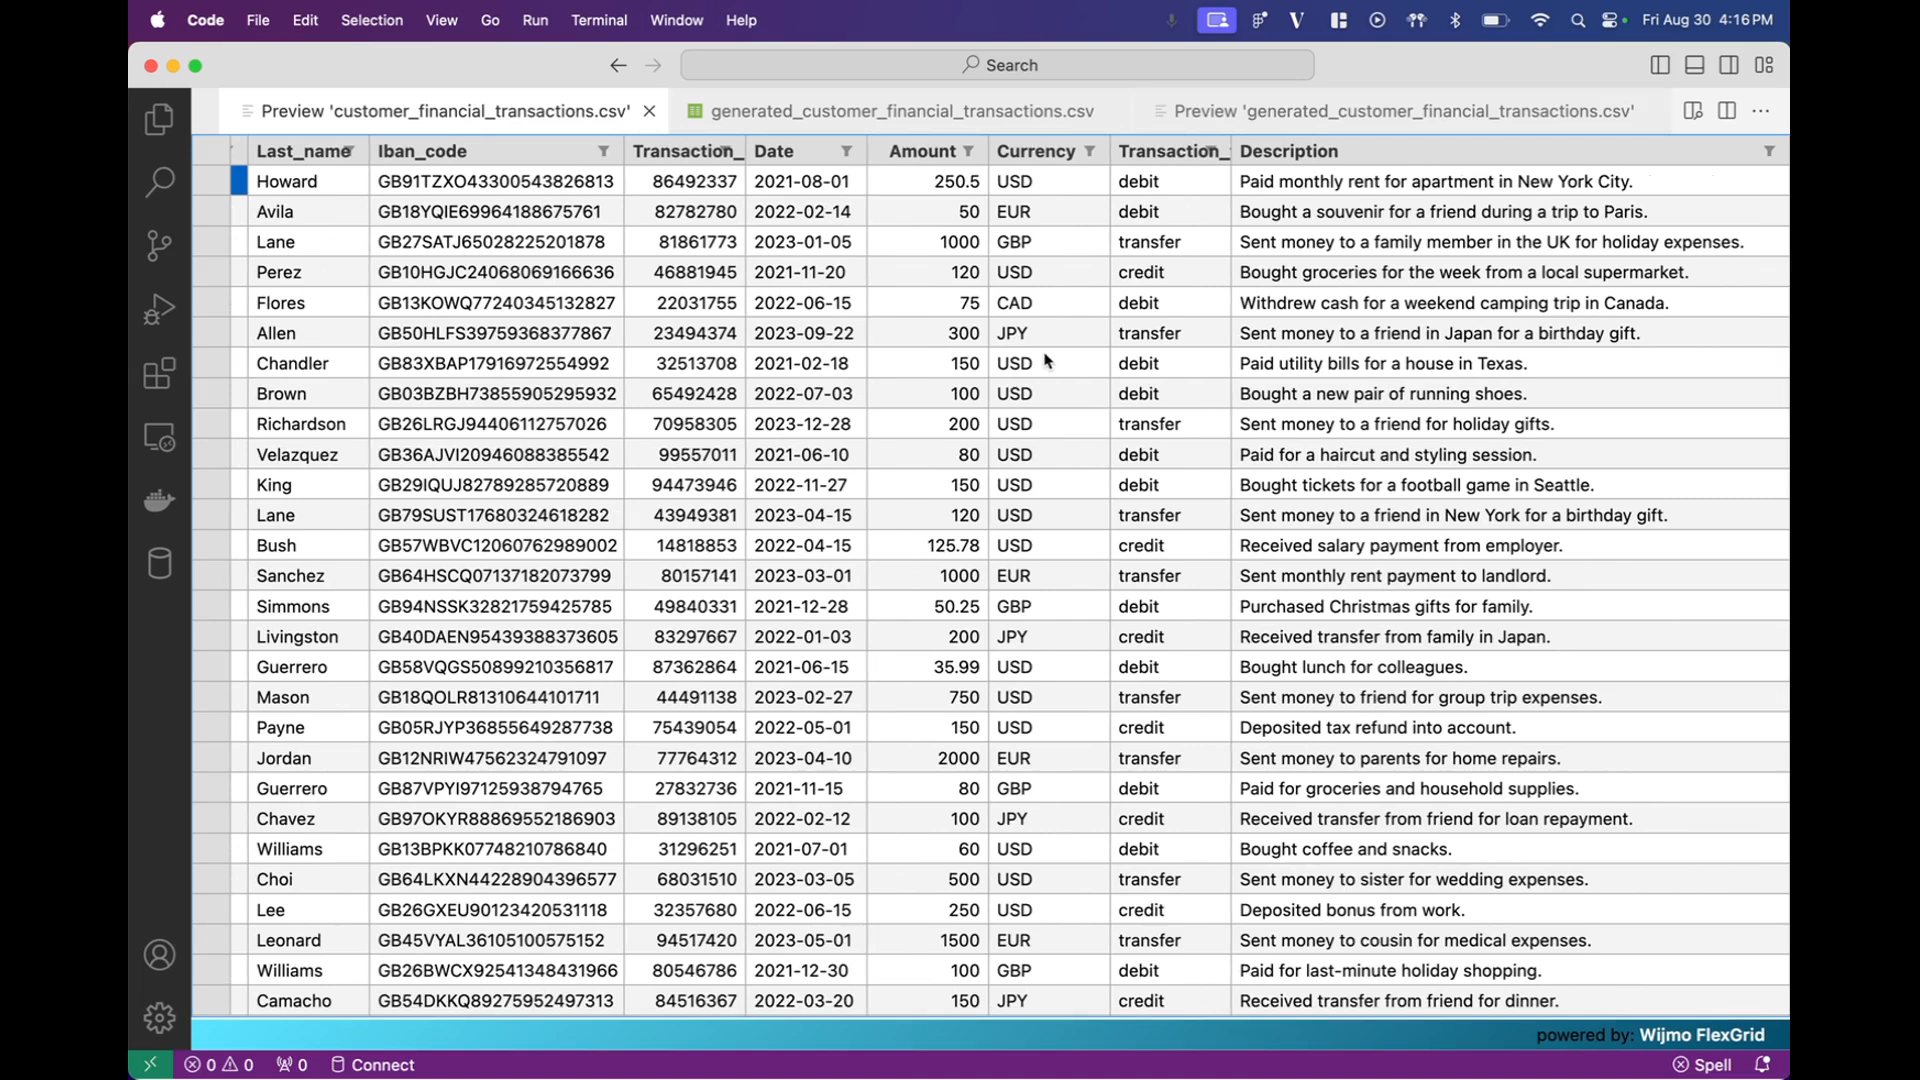 Code File Edit Selection View Go Run Terminal Window Help Fri Aug 30 4:16 PM
Search
Preview 'customer_financial_transactions.csv' generated_customer_financial_transactions.csv Preview 'generated_customer_financial_transactions.csv'
Last_name Iban_code Transaction_ Date Amount Currency Transaction_ Description
Howard GB91TZXO43300543826813 86492337 2021-08-01 250.5 USD debit Paid monthly rent for apartment in New York City.
Avila GB18YQIE69964188675761 82782780 2022-02-14 50 EUR debit Bought a souvenir for a friend during a trip to Paris.
Lane GB27SATJ65028225201878 81861773 2023-01-05 1000 GBP transfer Sent money to a family member in the UK for holiday expenses.
Perez GB10HGJC24068069166636 46881945 2021-11-20 120 USD credit Bought groceries for the week from a local supermarket.
Flores GB13KOWQ77240345132827 22031755 2022-06-15 75 CAD debit Withdrew cash for a weekend camping trip in Canada.
Allen GB50HLFS39759368377867 23494374 2023-09-22 300 JPY transfer Sent money to a friend in Japan for a birthday gift.
Chandler GB83XBAP17916972554992 32513708 2021-02-18 150 USD debit Paid utility bills for a house in Texas.
Brown GB03BZBH73855905295932 65492428 2022-07-03 100 USD debit Bought a new pair of running shoes.
Richardson GB26LRGJ94406112757026 70958305 2023-12-28 200 USD transfer Sent money to a friend for holiday gifts.
Velazquez GB36AJVI20946088385542 99557011 2021-06-10 80 USD debit Paid for a haircut and styling session.
King GB29IQUJ82789285720889 94473946 2022-11-27 150 USD debit Bought tickets for a football game in Seattle.
Lane GB79SUST17680324618282 43949381 2023-04-15 120 USD transfer Sent money to a friend in New York for a birthday gift.
Bush GB57WBVC12060762989002 14818853 2022-04-15 125.78 USD credit Received salary payment from employer.
Sanchez GB64HSCQ07137182073799 80157141 2023-03-01 1000 EUR transfer Sent monthly rent payment to landlord.
Simmons GB94NSSK32821759425785 49840331 2021-12-28 50.25 GBP debit Purchased Christmas gifts for family.
Livingston GB40DAEN95439388373605 83297667 2022-01-03 200 JPY credit Received transfer from family in Japan.
Guerrero GB58VQGS50899210356817 87362864 2021-06-15 35.99 USD debit Bought lunch for colleagues.
Mason GB18QOLR81310644101711 44491138 2023-02-27 750 USD transfer Sent money to friend for group trip expenses.
Payne GB05RJYP36855649287738 75439054 2022-05-01 150 USD credit Deposited tax refund into account.
Jordan GB12NRIW47562324791097 77764312 2023-04-10 2000 EUR transfer Sent money to parents for home repairs.
Guerrero GB87VPYI97125938794765 27832736 2021-11-15 80 GBP debit Paid for groceries and household supplies.
Chavez GB97OKYR88869552186903 89138105 2022-02-12 100 JPY credit Received transfer from friend for loan repayment.
Williams GB13BPKK07748210786840 31296251 2021-07-01 60 USD debit Bought coffee and snacks.
Choi GB64LKXN44228904396577 68031510 2023-03-05 500 USD transfer Sent money to sister for wedding expenses.
Lee GB26GXEU90123420531118 32357680 2022-06-15 250 USD credit Deposited bonus from work.
Leonard GB45VYAL36105100575152 94517420 2023-05-01 1500 EUR transfer Sent money to cousin for medical expenses.
Williams GB26BWCX92541348431966 80546786 2021-12-30 100 GBP debit Paid for last-minute holiday shopping.
Camacho GB54DKKQ89275952497313 84516367 2022-03-20 150 JPY credit Received transfer from friend for dinner.
powered by: Wijmo FlexGrid
0 0 0 Connect Spell